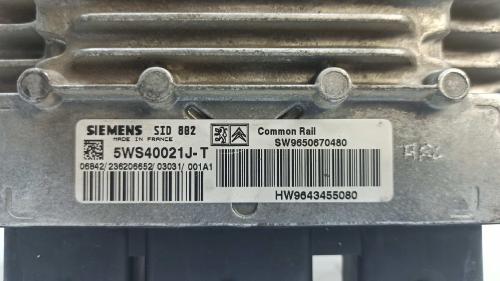 SIEMENS SID 802
MADE IN FRANCE
Common Rail
5WS40021J-T
SW9650670480
06842/236206652/03031/001A1
HW9643455080